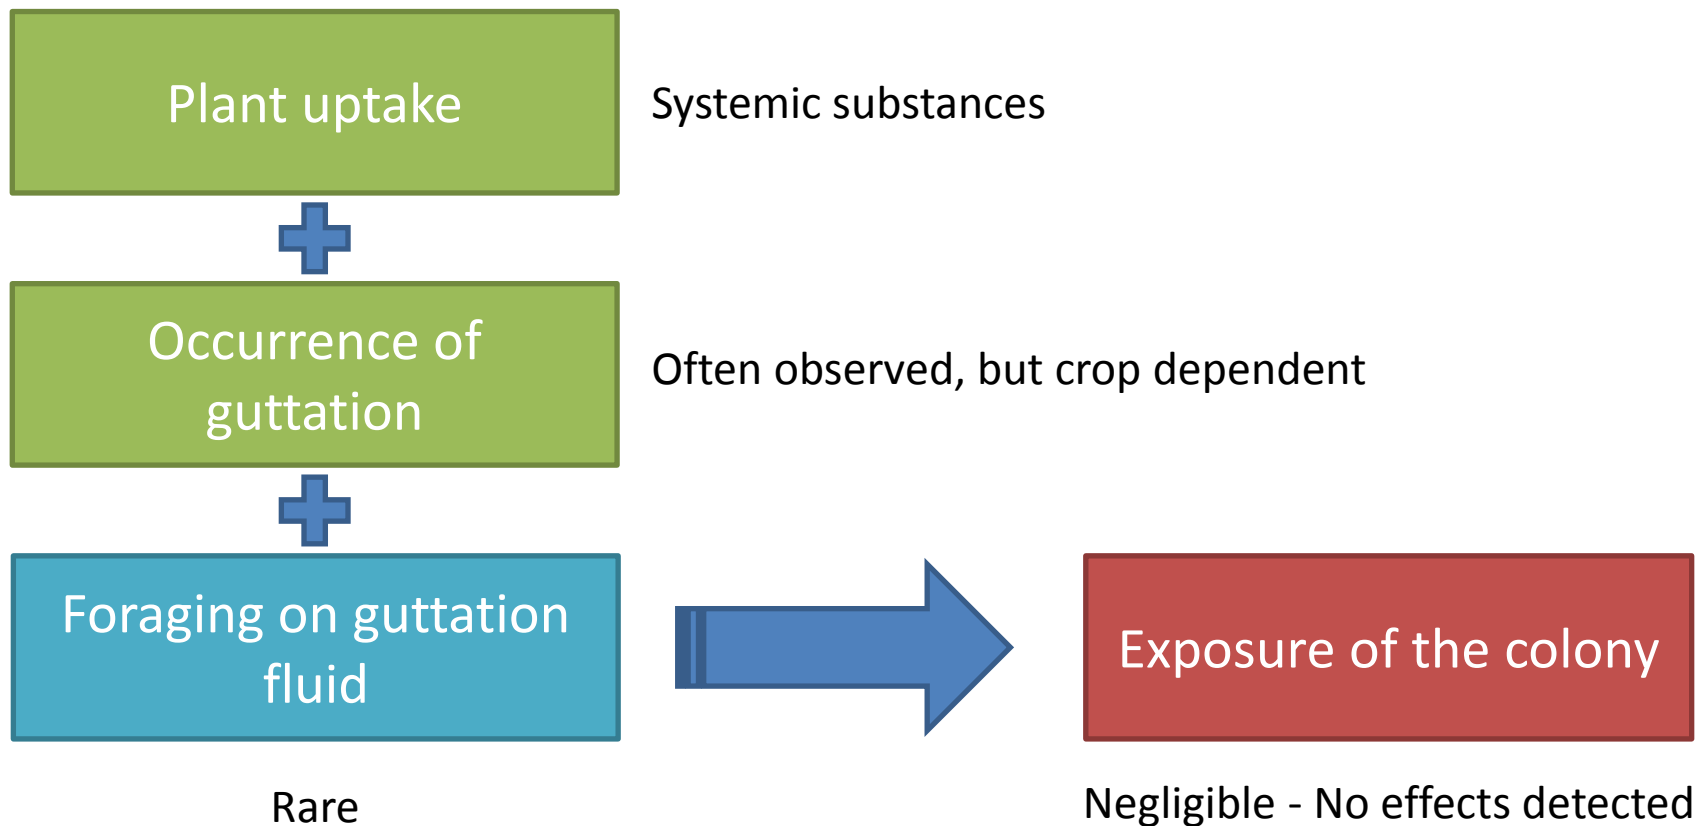 Plant uptake
Systemic substances
Occurrence of
guttation
Often observed, but crop dependent
Foraging on guttation
fluid
Exposure of the colony
Rare
Negligible - No effects detected